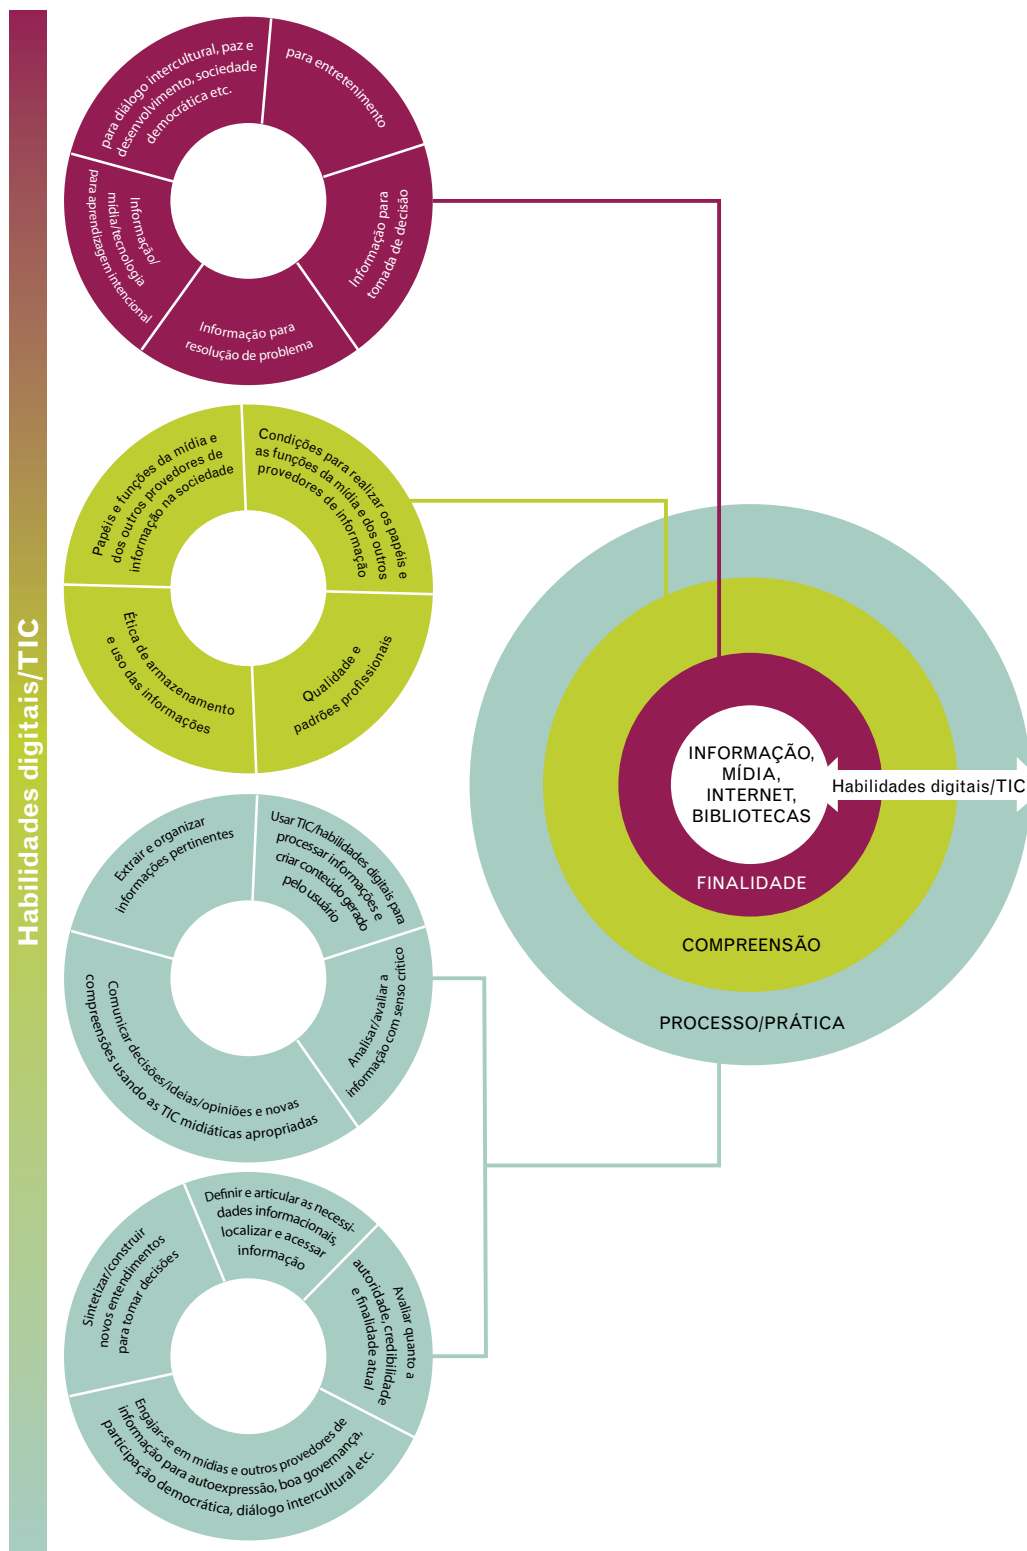 Habilidades digitais/TIC
para diálogo intercultural, paz e
desenvolvimento, sociedade
democrática etc.
para entretenimento
Informação para
tomada de decisão
Informação para
resolução de problema
Informação/
mídia/tecnologia
para aprendizagem intencional
Papéis e funções da mídia e
dos outros provedores de
informação na sociedade
Condições para realizar os papéis e
as funções da mídia e dos outros
provedores de informação
Qualidade e
padrões profissionais
Ética de armazenamento
e uso das informações
Extrair e organizar
informações pertinentes
Usar TIC/habilidades digitais para
processar informações e
criar conteúdo gerado
pelo usuário
Analisar/avaliar a
informação com senso crítico
Comunicar decisões/ideias/opiniões e novas
compreensões usando as TIC midiáticas apropriadas
Sintetizar/construir
novos entendimentos
para tomar decisões
Definir e articular as necessi-
dades informacionais,
localizar e acessar
informação
Avaliar quanto a
autoridade, credibilidade
e finalidade atual
Engajar-se em mídias e outros provedores de
informação para autoexpressão, boa governança,
participação democrática, diálogo intercultural etc.
INFORMAÇÃO,
MÍDIA,
INTERNET,
BIBLIOTECAS
Habilidades digitais/TIC
FINALIDADE
COMPREENSÃO
PROCESSO/PRÁTICA